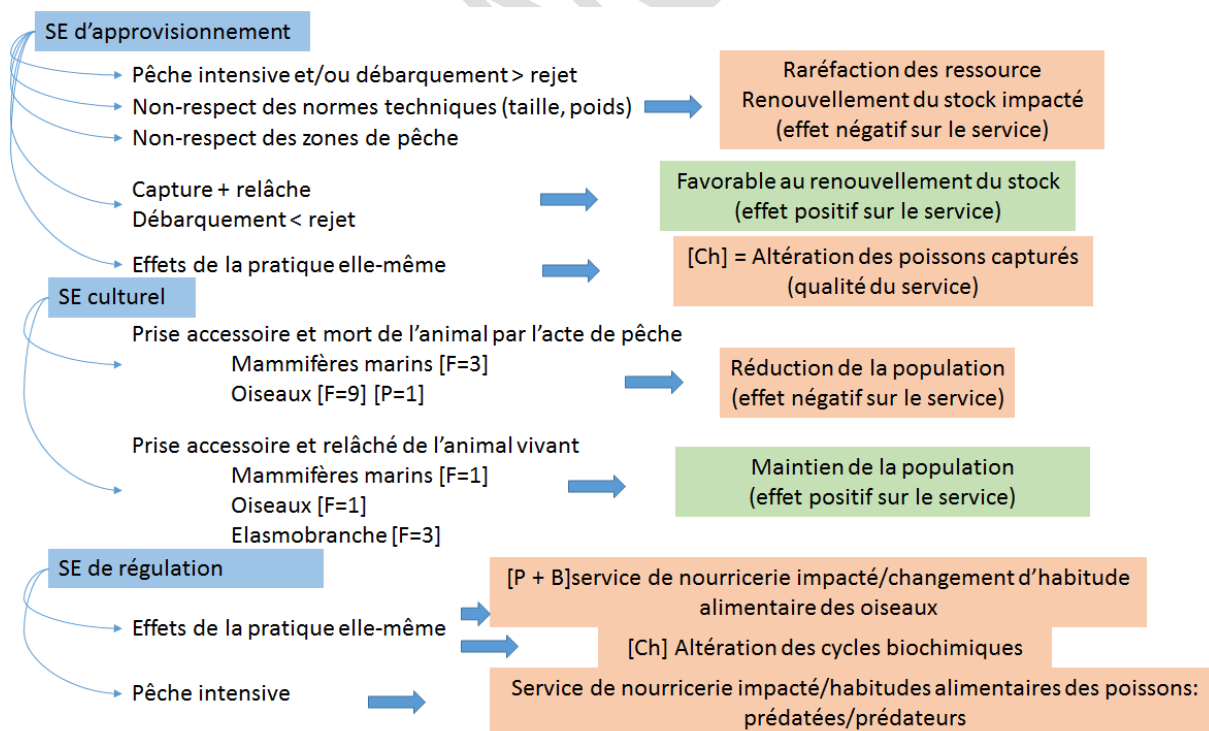 SE d'approvisionnement
Pêche intensive et/ou débarquement > rejet
Non-respect des normes techniques (taille, poids)
Non-respect des zones de pêche
Raréfaction des ressource
Renouvellement du stock impacté
(effet négatif sur le service)
Capture + relâche
Débarquement < rejet
Favorable au renouvellement du stock
(effet positif sur le service)
Effets de la pratique elle-même
[Ch] = Altération des poissons capturés
(qualité du service)
SE culturel
Prise accessoire et mort de l'animal par l'acte de pêche
Mammifères marins [F=3]
Oiseaux [F=9] [P=1]
Réduction de la population
(effet négatif sur le service)
Prise accessoire et relâché de l'animal vivant
Mammifères marins [F=1]
Oiseaux [F=1]
Elasmobranche [F=3]
Maintien de la population
(effet positif sur le service)
SE de régulation
Effets de la pratique elle-même
[P + B]service de nourricerie impacté/changement d'habitude
alimentaire des oiseaux
[Ch] Altération des cycles biochimiques
Pêche intensive
Service de nourricerie impacté/habitudes alimentaires des poissons:
prédatées/prédateurs